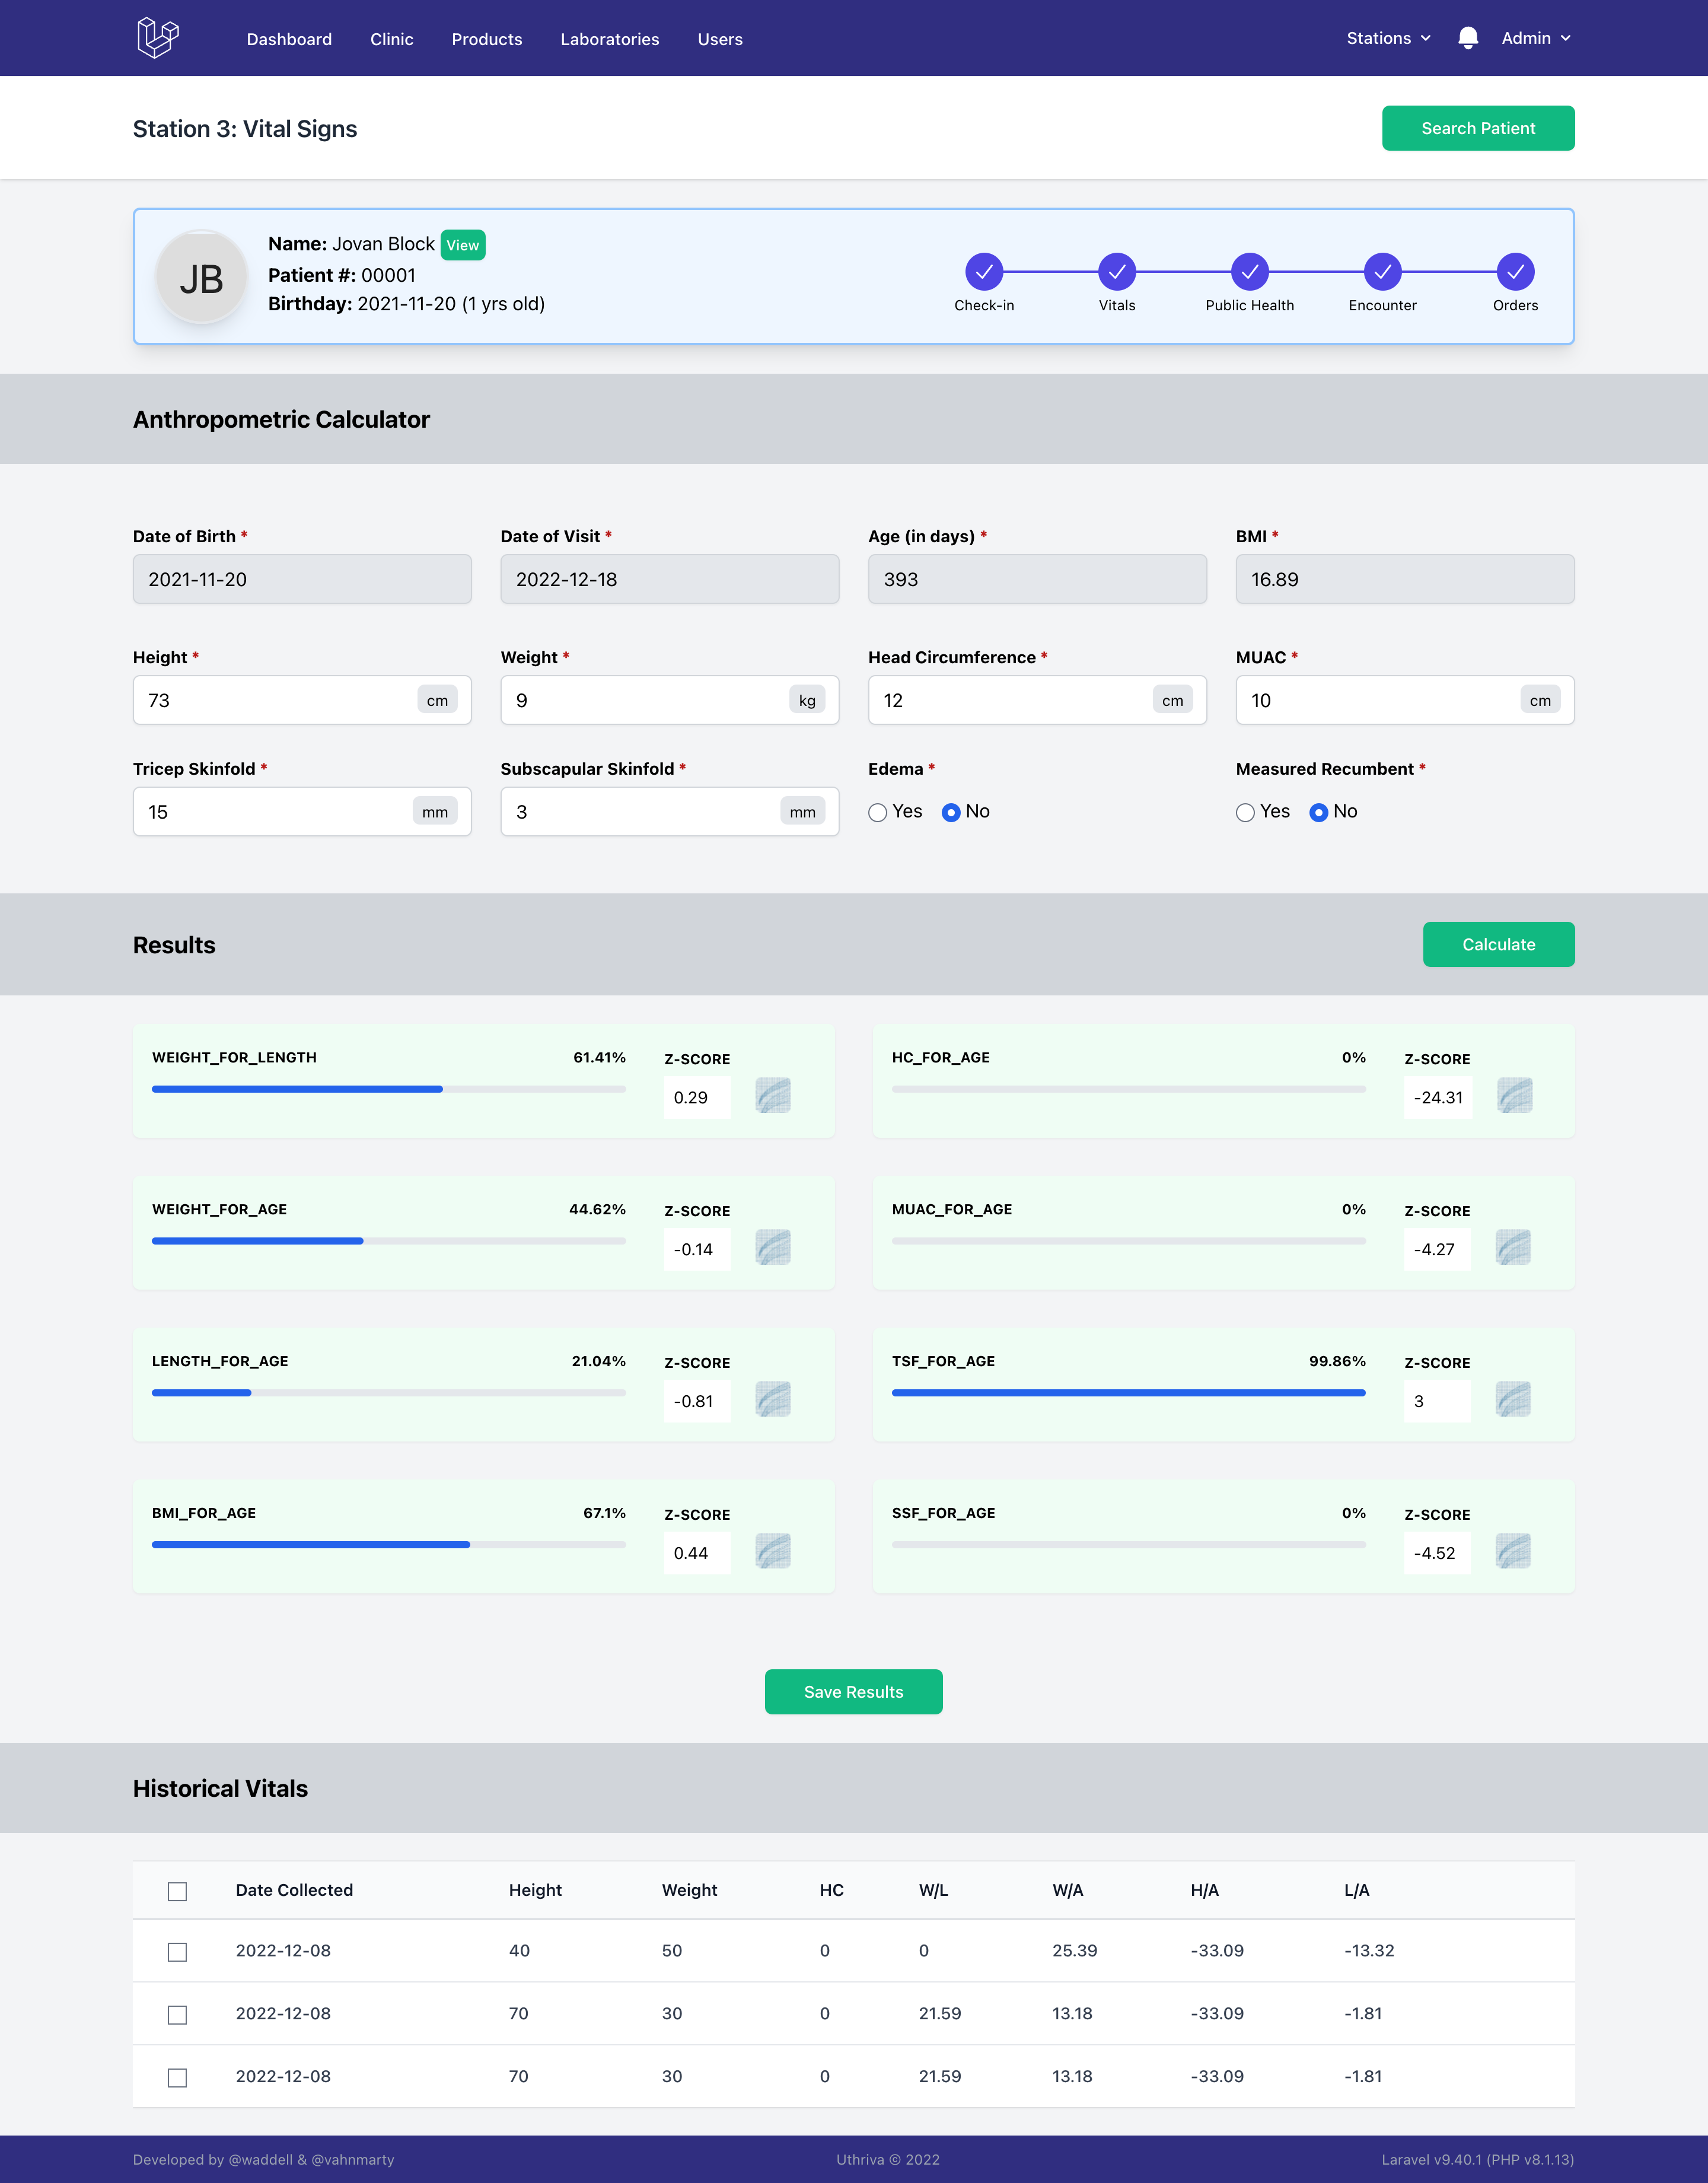 Dashboard Clinic Products Laboratories Users Stations Admin
Station 3: Vital Signs Search Patient
JB
Name: Jovan Block View
Patient #: 00001
Birthday: 2021-11-20 (1 yrs old)
Check-in Vitals Public Health Encounter Orders
Anthropometric Calculator
Date of Birth * Date of Visit * Age (in days) * BMI *
2021-11-20 2022-12-18 393 16.89
Height * Weight * Head Circumference * MUAC *
73 cm 9 kg 12 cm 10 cm
Tricep Skinfold * Subscapular Skinfold * Edema * Measured Recumbent *
15 mm 3 mm Yes No Yes No
Results Calculate
WEIGHT_FOR_LENGTH 61.41% Z-SCORE HC_FOR_AGE 0% Z-SCORE
0.29 -24.31
WEIGHT_FOR_AGE 44.62% Z-SCORE MUAC_FOR_AGE 0% Z-SCORE
-0.14 -4.27
LENGTH_FOR_AGE 21.04% Z-SCORE TSF_FOR_AGE 99.86% Z-SCORE
-0.81 3
BMI_FOR_AGE 67.1% Z-SCORE SSF_FOR_AGE 0% Z-SCORE
0.44 -4.52
Save Results
Historical Vitals
Date Collected Height Weight HC W/L W/A H/A L/A
2022-12-08 40 50 0 0 25.39 -33.09 -13.32
2022-12-08 70 30 0 21.59 13.18 -33.09 -1.81
2022-12-08 70 30 0 21.59 13.18 -33.09 -1.81
Developed by @waddell & @vahnmarty Uthriva © 2022 Laravel v9.40.1 (PHP v8.1.13)